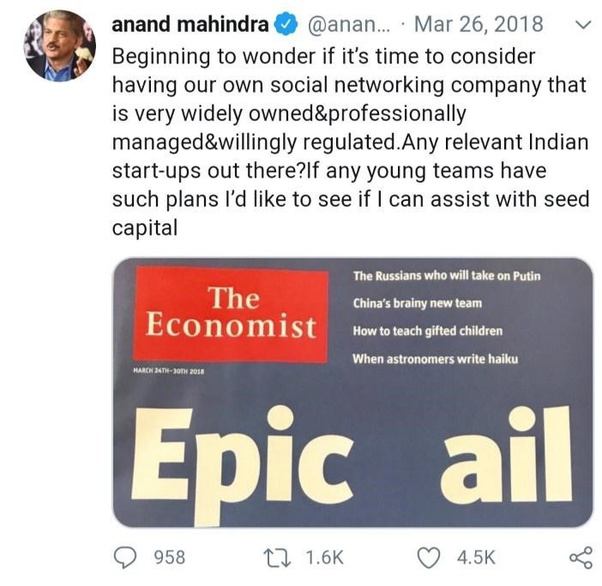 anand mahindra @anan... · Mar 26, 2018
Beginning to wonder if it's time to consider
having our own social networking company that
is very widely owned&professionally
managed&willingly regulated.Any relevant Indian
start-ups out there?If any young teams have
such plans I'd like to see if I can assist with seed
capital
The
Economist
MARCH 24TH-30TH 2018
The Russians who will take on Putin
China's brainy new team
How to teach gifted children
When astronomers write haiku
Epic ail
958 1.6K 4.5K